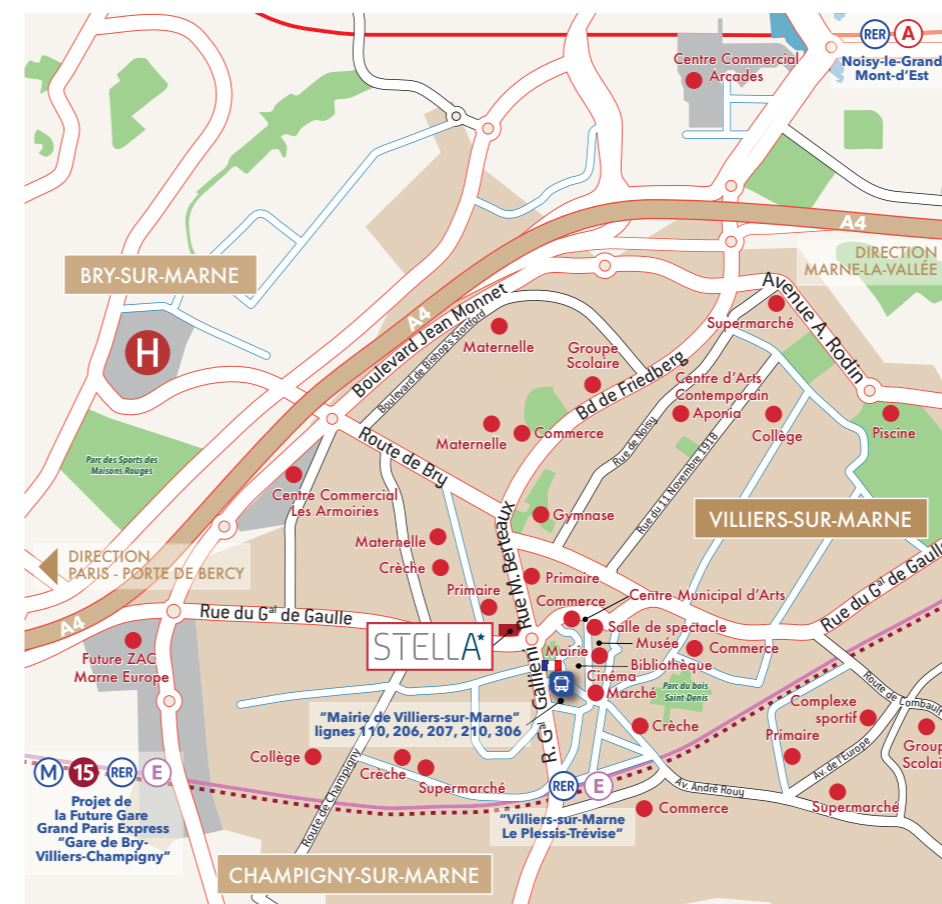 RER A
Noisy-le-Grand
Mont-d'Est
Centre Commercial
Arcades
A4
DIRECTION
MARNE-LA-VALLÉE
BRY-SUR-MARNE
H
A4
Boulevard Jean Monnet
Boulevard de Bishop's Stortford
Maternelle
Groupe
Scolaire
Bd de Friedberg
Supermarché
Avenue A. Rodin
Centre d'Arts
Contemporain
Aponia
Collège
Piscine
Maternelle
Commerce
Route de Bry
Rue de Noisy
Rue du 11 Novembre 1918
Parc des Sports des
Maisons Rouges
Centre Commercial
Les Armoiries
Gymnase
VILLIERS-SUR-MARNE
Maternelle
Crèche
Primaire
Rue M. Berteaux
Primaire
Commerce
Centre Municipal d'Arts
Rue du Gal de Gaulle
DIRECTION
PARIS - PORTE DE BERCY
A4
Rue du Gal de Gaulle
STELLA
Salle de spectacle
Musée
Mairie
Bibliothèque
Cinéma
Marché
Commerce
Parc du bois
Saint-Denis
Future ZAC
Marne Europe
R. Gal Gallieni
"Mairie de Villiers-sur-Marne"
lignes 110, 206, 207, 210, 306
Crèche
Route de Combault
Complexe
sportif
Primaire
Av. de l'Europe
Group
Scolai
Collège
Crèche
Supermarché
Route de Champigny
M 15 RER E
Projet de
la Future Gare
Grand Paris Express
"Gare de Bry-
Villiers-Champigny"
RER E
"Villiers-sur-Marne
Le Plessis-Trévise"
Av. André Rouy
Commerce
Supermarché
CHAMPIGNY-SUR-MARNE